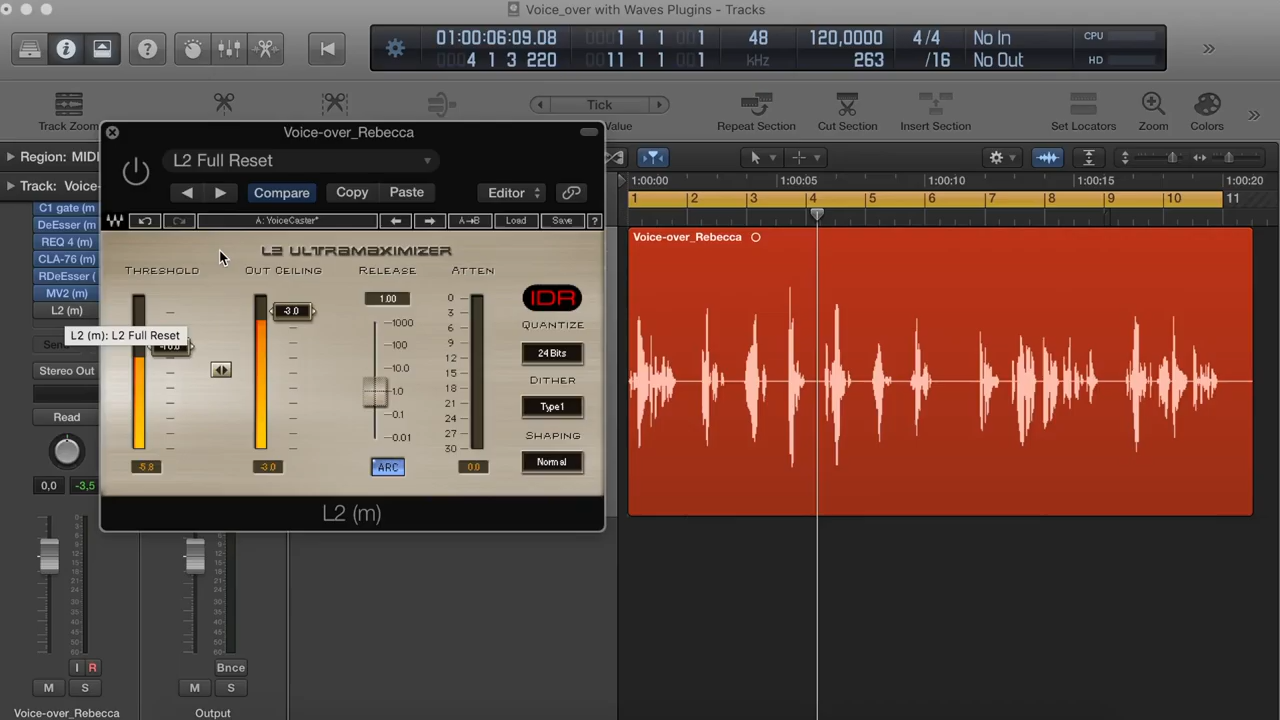 Voice_over with Waves Plugins - Tracks
01:00:06:09.08
4 1 3 220
001 1 1 1
0011 1 1 1
48
kHz
120,0000
263
4/4
/16
No In
No Out
CPU
HD
Track Zoom
Tick
Value
Repeat Section
Cut Section
Insert Section
Set Locators
Zoom
Colors
Region: MIDI
Track: Voice-
Voice-over_Rebecca
L2 Full Reset
Compare
Copy
Paste
Editor
A: VoiceCaster*
A→B
Load
Save
?
L2 ULTRAMAXIMIZER
THRESHOLD
OUT CEILING
RELEASE
ATTEN
-3.0
1.00
1000
100
10.0
1.0
0.1
0.01
0
3
6
9
12
15
18
21
24
27
30
IDR
QUANTIZE
24 Bits
DITHER
Type1
SHAPING
Normal
-5.8
-3.0
ARC
0.0
L2 (m)
C1 gate (m
DeEsser (m
REQ 4 (m)
CLA-76 (m)
RDeEsser (
MV2 (m)
L2 (m)
L2 (m): L2 Full Reset
Stereo Out
Read
0,0
-3,5
I
R
Bnce
M
S
M
S
Voice-over_Rebecca
Output
1:00:00
1:00:05
1:00:10
1:00:15
1:00:20
1
2
3
4
5
6
7
8
9
10
11
Voice-over_Rebecca